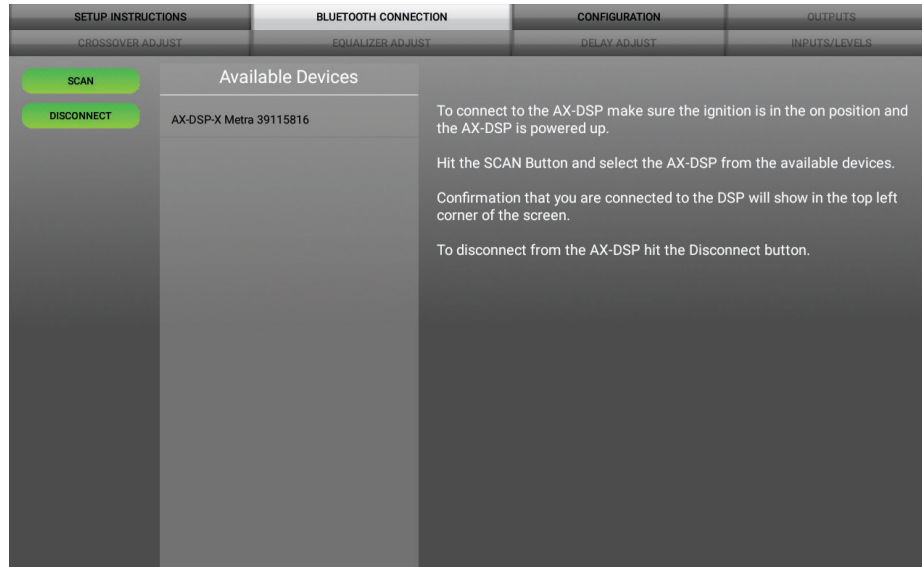 SETUP INSTRUCTIONS
BLUETOOTH CONNECTION
CONFIGURATION
OUTPUTS
CROSSOVER ADJUST
EQUALIZER ADJUST
DELAY ADJUST
INPUTS/LEVELS
SCAN
DISCONNECT
Available Devices
AX-DSP-X Metra 39115816
To connect to the AX-DSP make sure the ignition is in the on position and
the AX-DSP is powered up.
Hit the SCAN Button and select the AX-DSP from the available devices.
Confirmation that you are connected to the DSP will show in the top left
corner of the screen.
To disconnect from the AX-DSP hit the Disconnect button.